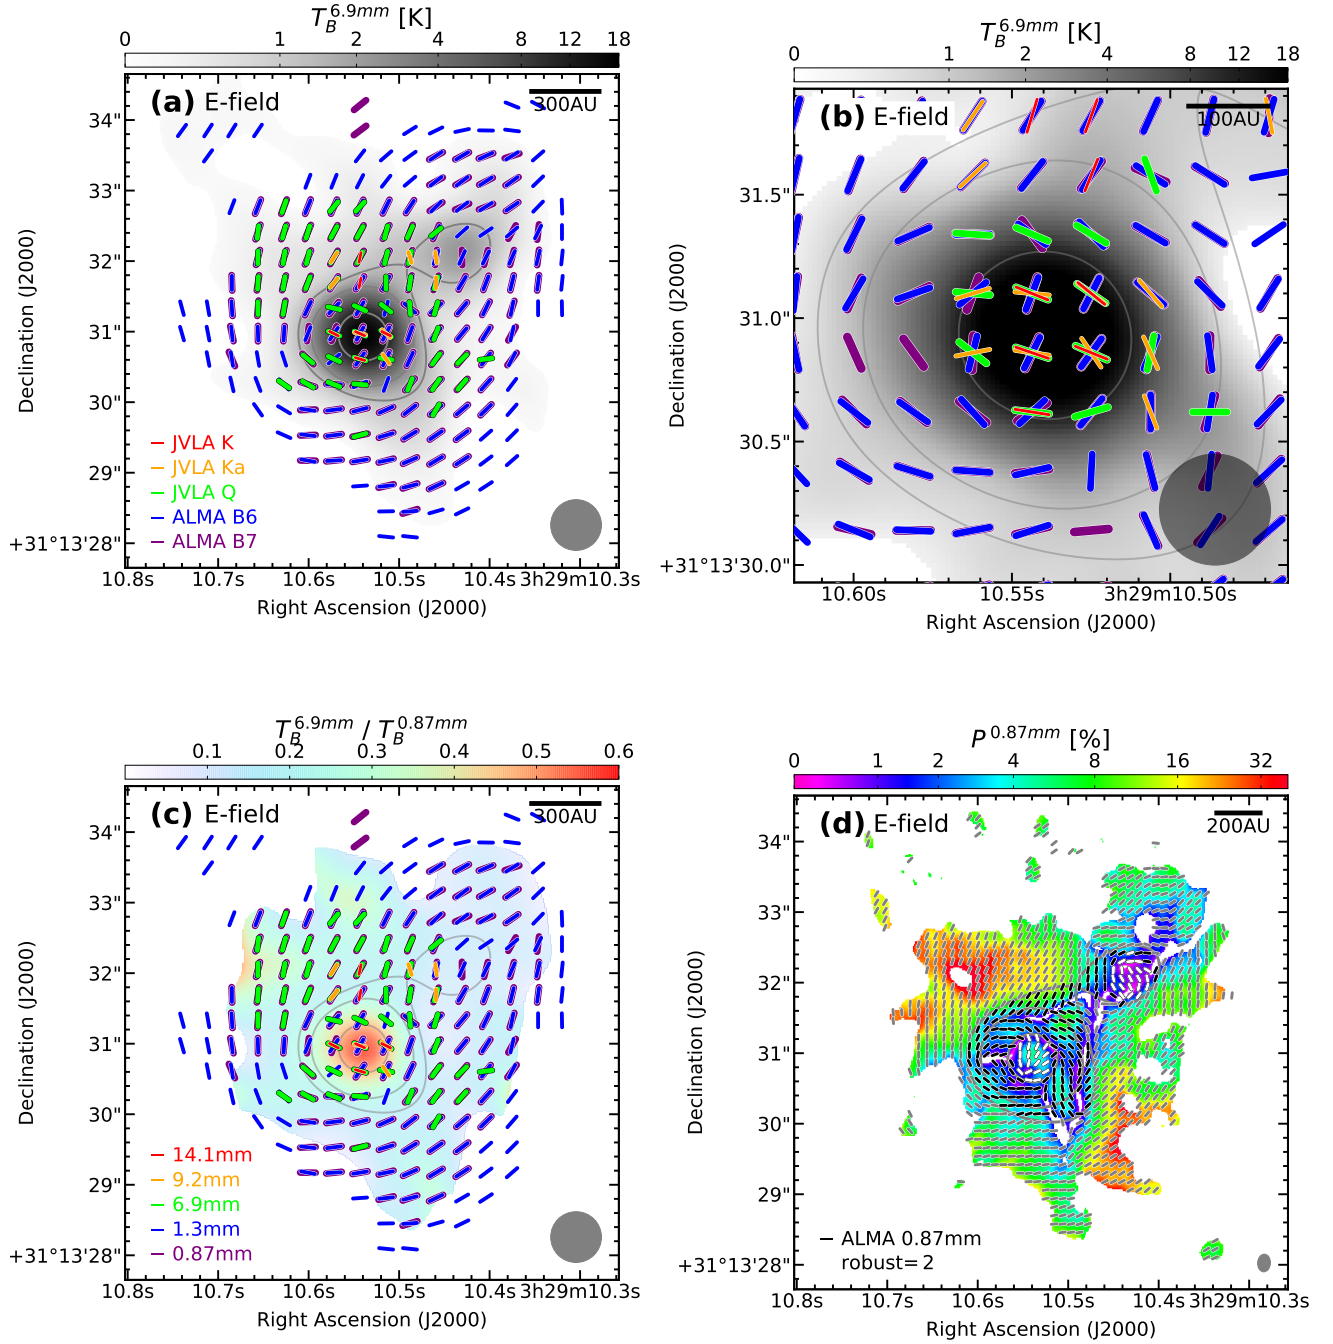 T_B^6.9mm [K]
0 1 2 4 8 12 18
(a) E-field
300AU
34"
33"
32"
31"
30"
29"
+31°13'28"
Declination (J2000)
JVLA K
JVLA Ka
JVLA Q
ALMA B6
ALMA B7
10.8s 10.7s 10.6s 10.5s 10.4s 3h29m10.3s
Right Ascension (J2000)
T_B^6.9mm [K]
0 1 2 4 8 12 18
(b) E-field
100AU
31.5"
31.0"
30.5"
+31°13'30.0"
Declination (J2000)
10.60s 10.55s 3h29m10.50s
Right Ascension (J2000)
T_B^6.9mm / T_B^0.87mm
0.1 0.2 0.3 0.4 0.5 0.6
(c) E-field
300AU
34"
33"
32"
31"
30"
29"
+31°13'28"
Declination (J2000)
14.1mm
9.2mm
6.9mm
1.3mm
0.87mm
10.8s 10.7s 10.6s 10.5s 10.4s 3h29m10.3s
Right Ascension (J2000)
P^0.87mm [%]
0 1 2 4 8 16 32
(d) E-field
200AU
34"
33"
32"
31"
30"
29"
+31°13'28"
Declination (J2000)
ALMA 0.87mm
robust=2
10.8s 10.7s 10.6s 10.5s 10.4s 3h29m10.3s
Right Ascension (J2000)